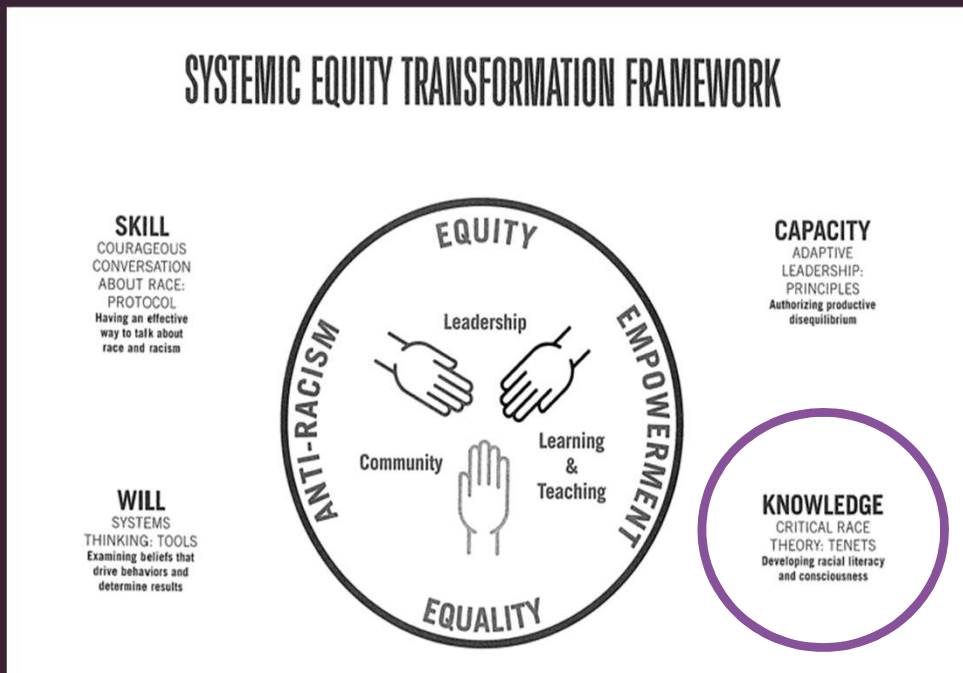 SYSTEMIC EQUITY TRANSFORMATION FRAMEWORK
SKILL
COURAGEOUS
CONVERSATION
ABOUT RACE:
PROTOCOL
Having an effective
way to talk about
race and racism
WILL
SYSTEMS
THINKING: TOOLS
Examining beliefs that
drive behaviors and
determine results
EQUITY
ANTI-RACISM
EMPOWERMENT
EQUALITY
Leadership
Community
Learning
&
Teaching
CAPACITY
ADAPTIVE
LEADERSHIP:
PRINCIPLES
Authorizing productive
disequilibrium
KNOWLEDGE
CRITICAL RACE
THEORY: TENETS
Developing racial literacy
and consciousness